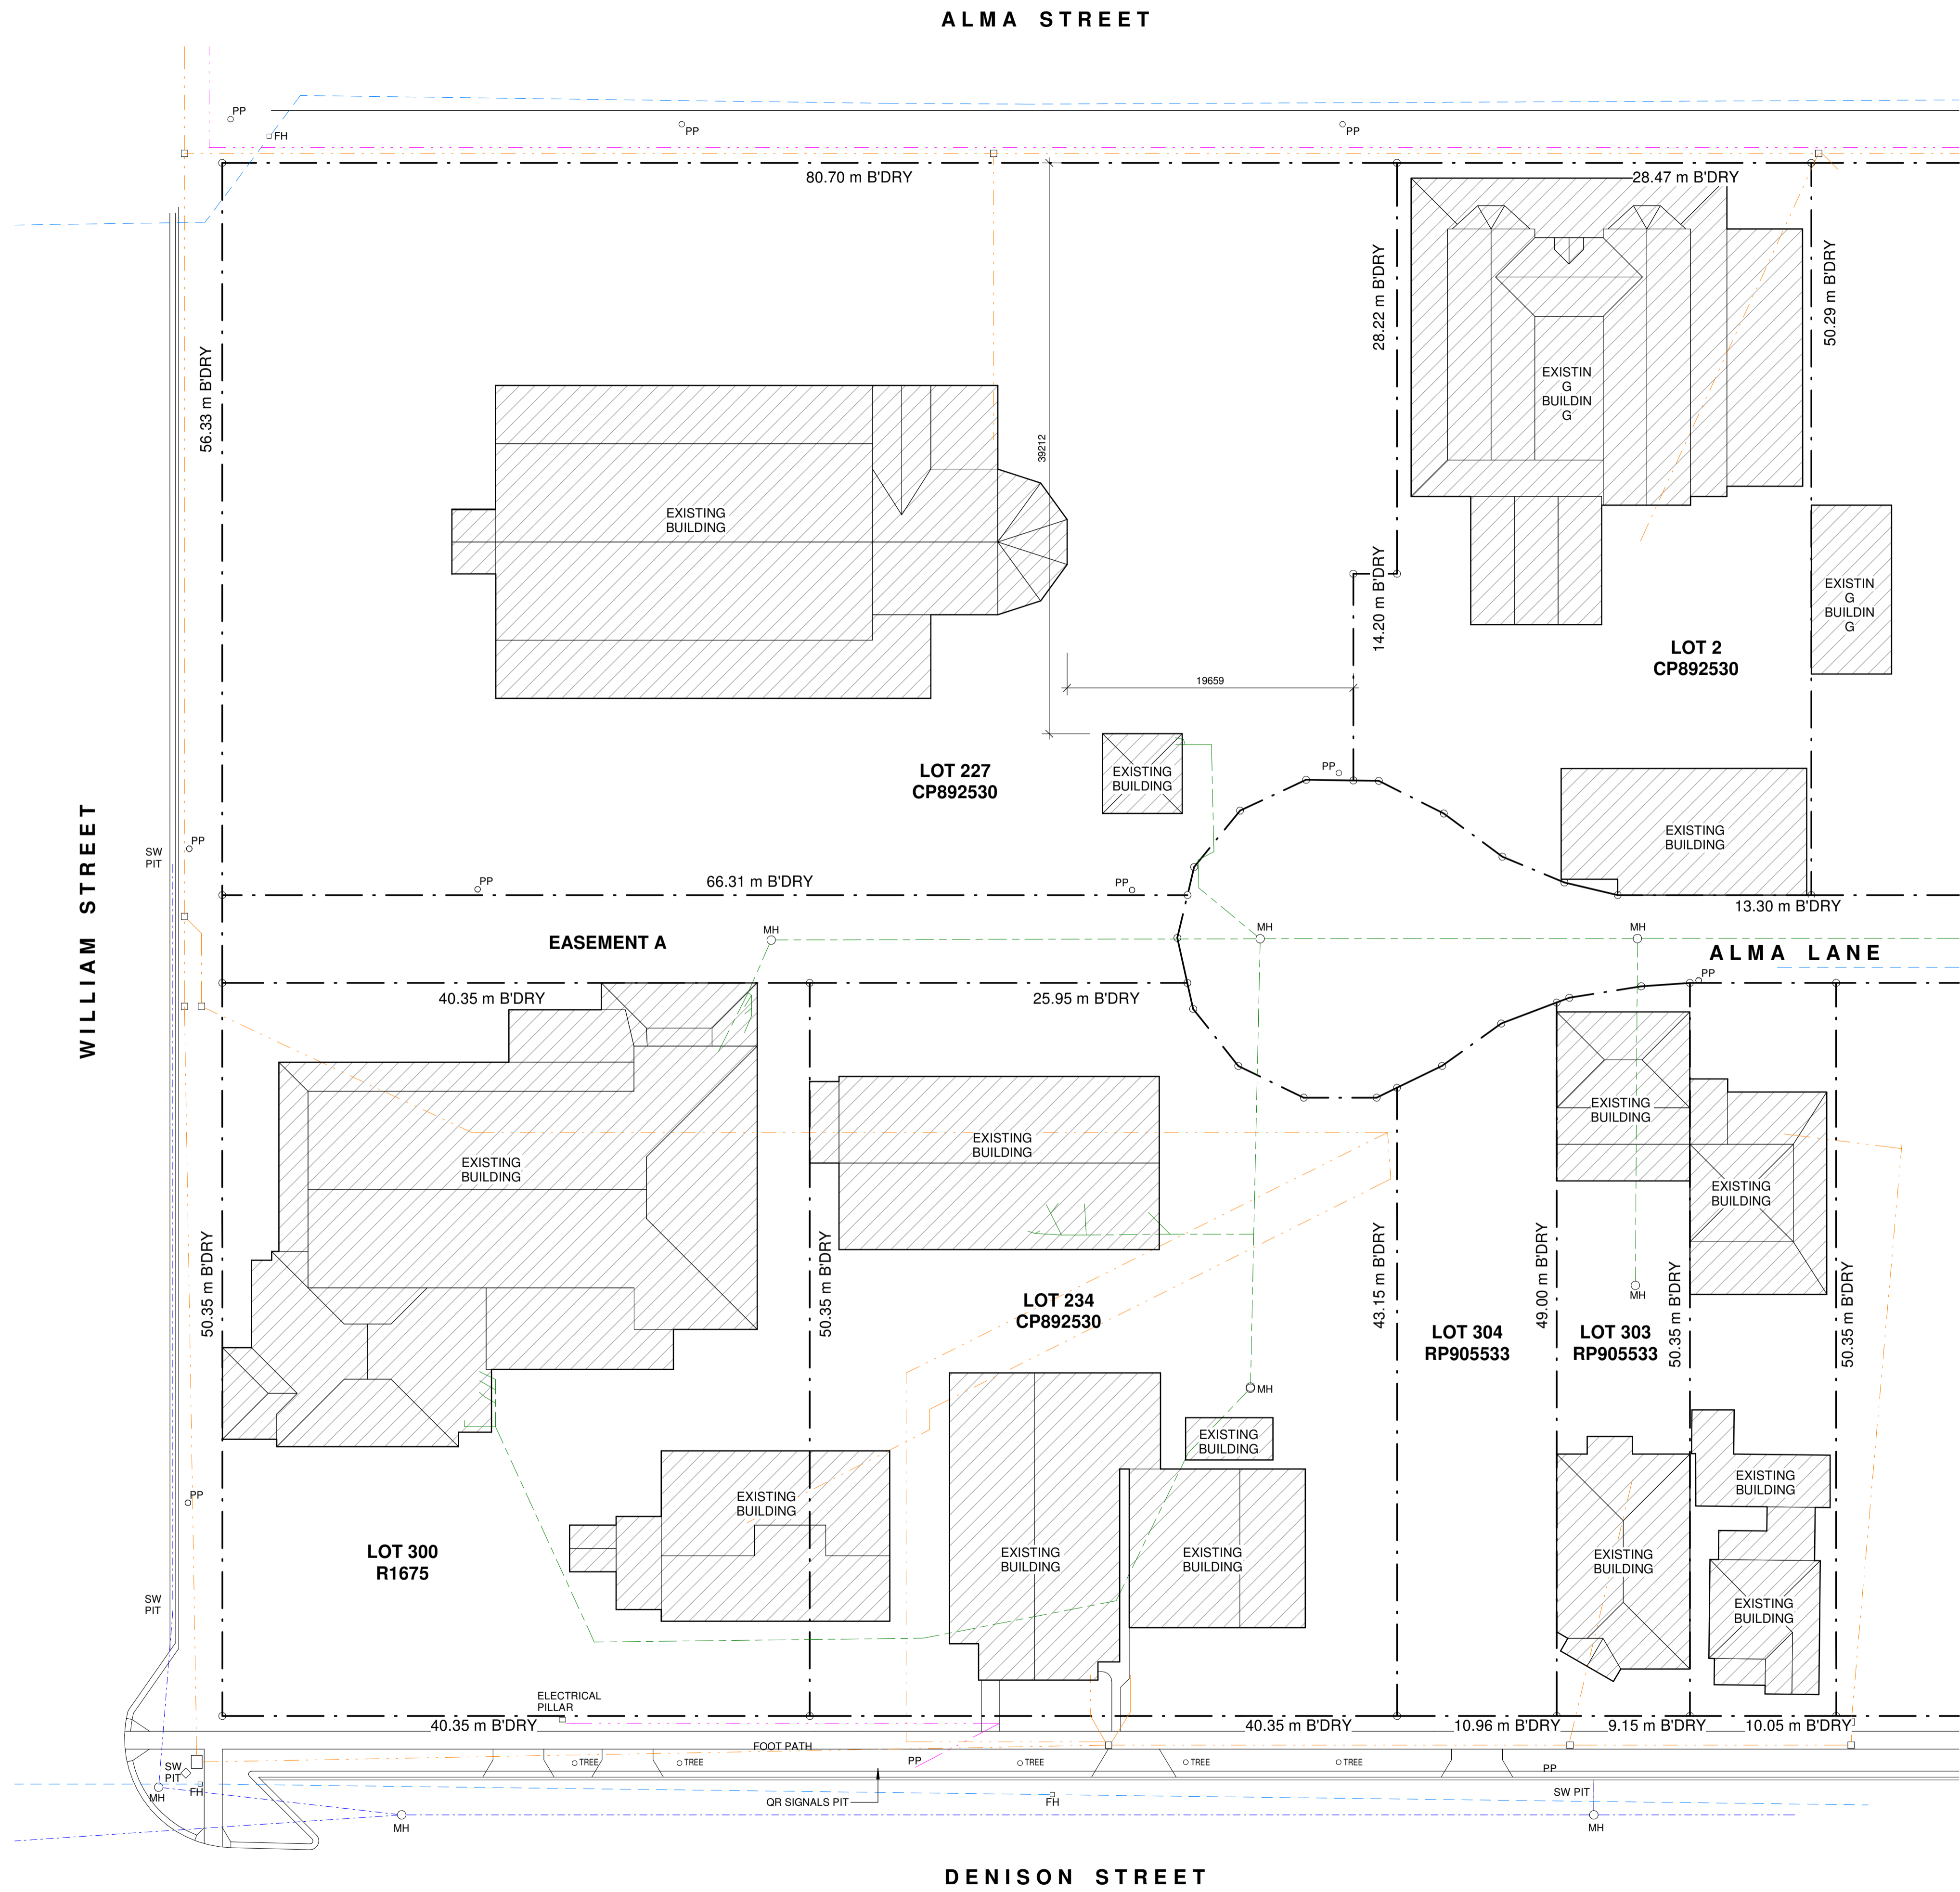 ALMA STREET
PP
PP
PP
FH
80.70 m B'DRY
28.47 m B'DRY
56.33 m B'DRY
28.22 m B'DRY
50.29 m B'DRY
39212
EXISTIN
G
BUILDIN
G
EXISTING
BUILDING
14.20 m B'DRY
EXISTIN
G
BUILDIN
G
LOT 2
CP892530
19659
LOT 227
CP892530
EXISTING
BUILDING
PP
EXISTING
BUILDING
WILLIAM STREET
SW
PIT
PP
PP
66.31 m B'DRY
PP
13.30 m B'DRY
EASEMENT A
MH
MH
MH
ALMA LANE
PP
40.35 m B'DRY
25.95 m B'DRY
EXISTING
BUILDING
EXISTING
BUILDING
EXISTING
BUILDING
EXISTING
BUILDING
50.35 m B'DRY
50.35 m B'DRY
43.15 m B'DRY
49.00 m B'DRY
50.35 m B'DRY
50.35 m B'DRY
MH
LOT 234
CP892530
LOT 304
RP905533
LOT 303
RP905533
MH
EXISTING
BUILDING
PP
EXISTING
BUILDING
EXISTING
BUILDING
LOT 300
R1675
EXISTING
BUILDING
EXISTING
BUILDING
EXISTING
BUILDING
EXISTING
BUILDING
SW
PIT
ELECTRICAL
PILLAR
40.35 m B'DRY
40.35 m B'DRY
10.96 m B'DRY
9.15 m B'DRY
10.05 m B'DRY
FOOT PATH
TREE
TREE
PP
TREE
TREE
TREE
PP
SW
PIT
FH
MH
QR SIGNALS PIT
FH
SW PIT
MH
MH
DENISON STREET